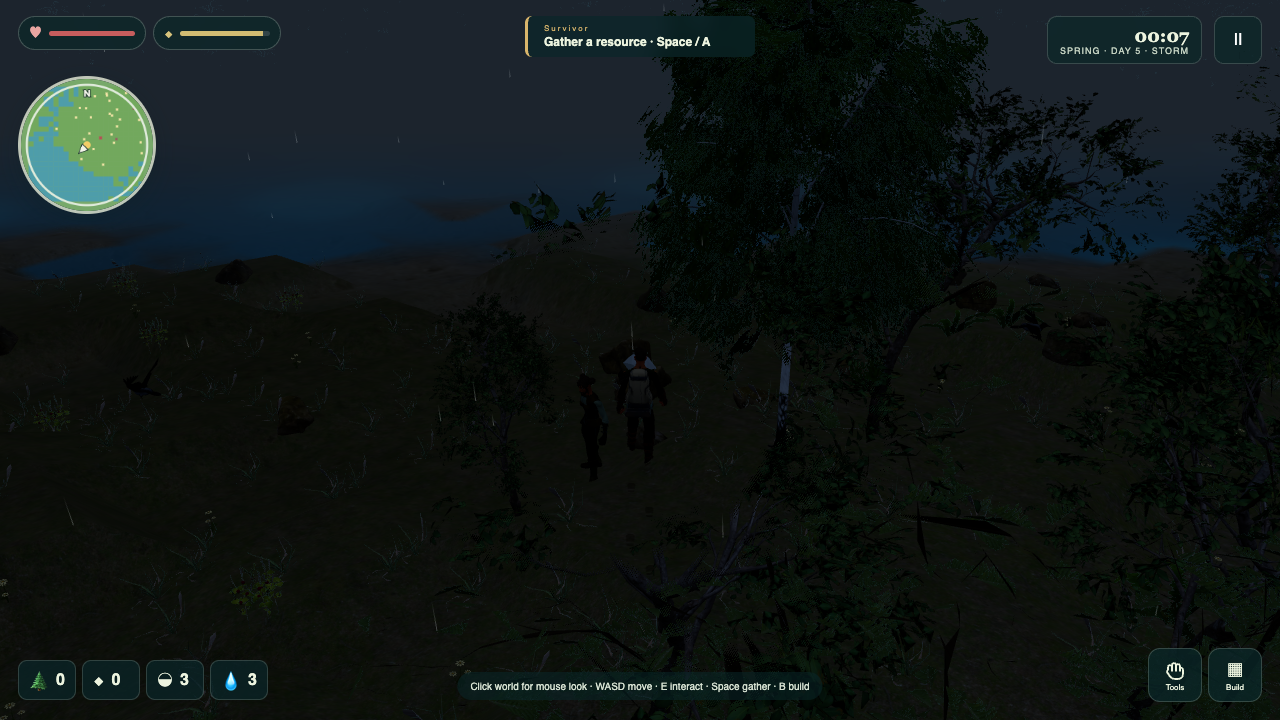 Survivor
Gather a resource · Space / A
00:07
SPRING · DAY 5 · STORM
N
0
0
3
3
Click world for mouse look · WASD move · E interact · Space gather · B build
Tools
Build